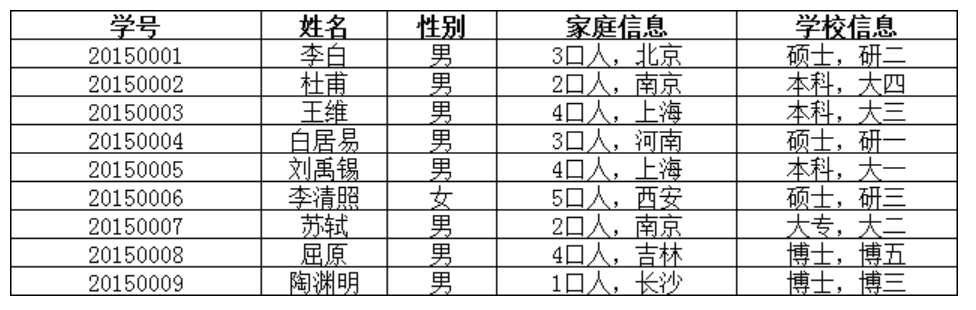 学号 姓名 性别 家庭信息 学校信息
20150001 李白 男 3口人，北京 硕士，研二
20150002 杜甫 男 2口人，南京 本科，大四
20150003 王维 男 4口人，上海 本科，大三
20150004 白居易 男 3口人，河南 硕士，研一
20150005 刘禹锡 男 4口人，上海 本科，大一
20150006 李清照 女 5口人，西安 硕士，研三
20150007 苏轼 男 2口人，南京 大专，大二
20150008 屈原 男 4口人，吉林 博士，博五
20150009 陶渊明 男 1口人，长沙 博士，博三